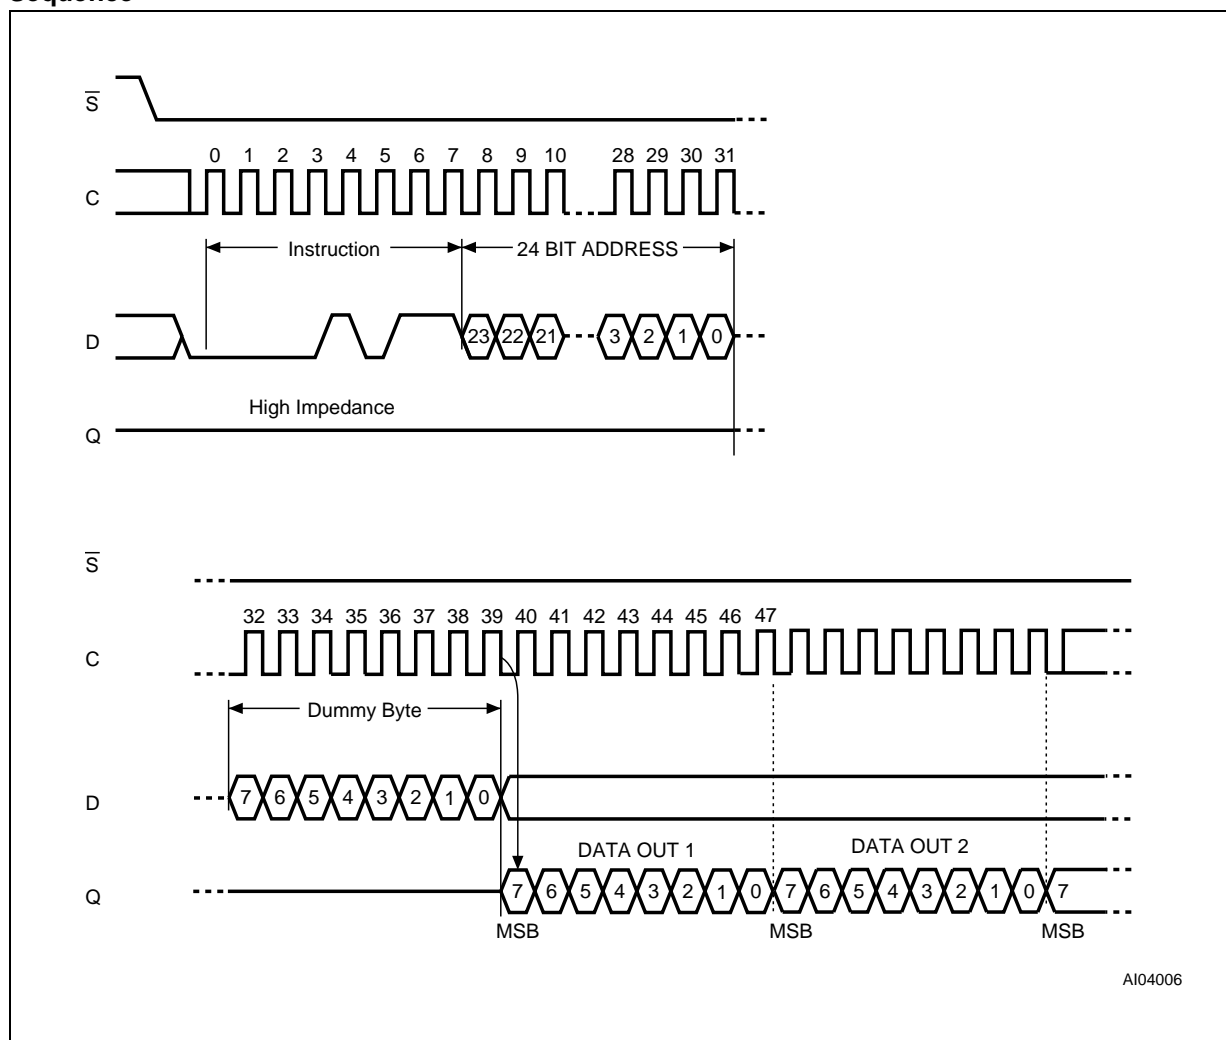 S
0 1 2 3 4 5 6 7 8 9 10 28 29 30 31
C
Instruction 24 BIT ADDRESS
D 23 22 21 3 2 1 0
High Impedance
Q
S
32 33 34 35 36 37 38 39 40 41 42 43 44 45 46 47
C
Dummy Byte
D 7 6 5 4 3 2 1 0
DATA OUT 1 DATA OUT 2
Q 7 6 5 4 3 2 1 0 7 6 5 4 3 2 1 0 7
MSB MSB MSB
AI04006